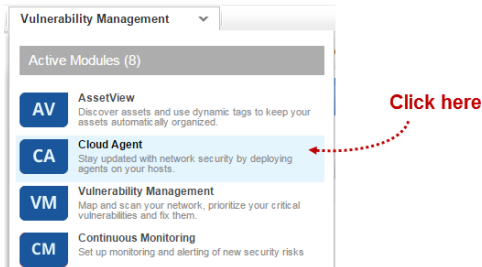 Vulnerability Management
Active Modules (8)
AV
AssetView
Discover assets and use dynamic tags to keep your
assets automatically organized.
Click here
CA
Cloud Agent
Stay updated with network security by deploying
agents on your hosts.
VM
Vulnerability Management
Map and scan your network, prioritize your critical
vulnerabilities and fix them.
CM
Continuous Monitoring
Set up monitoring and alerting of new security risks